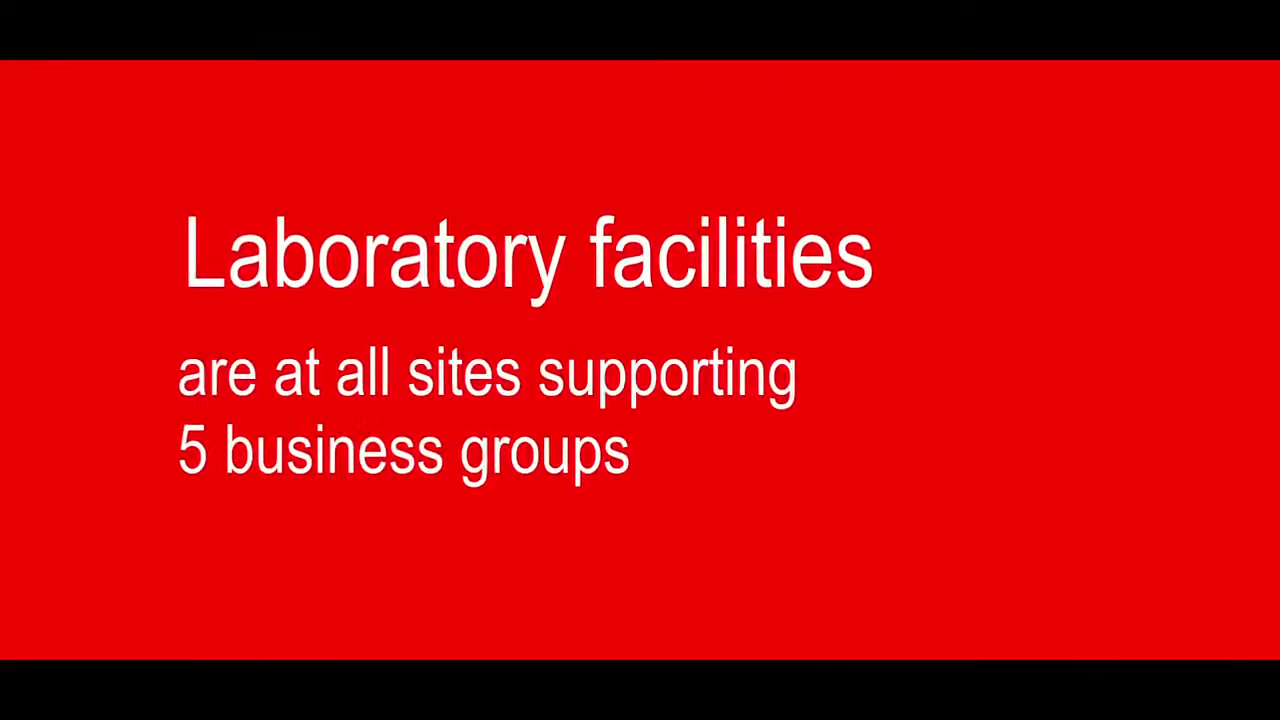 Laboratory facilities
are at all sites supporting
5 business groups